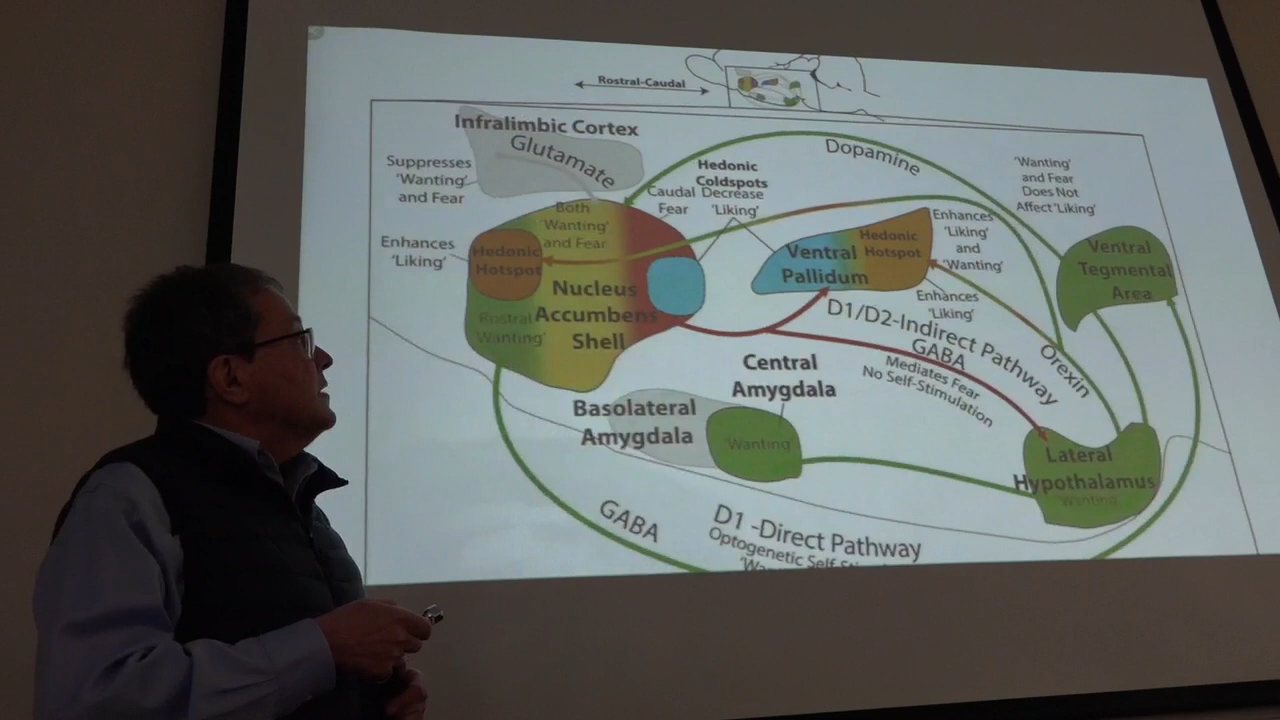 Rostral-Caudal
Infralimbic Cortex
Glutamate
Suppresses
'Wanting'
and Fear
Dopamine
Hedonic
Coldspots
Decrease
'Liking'
Caudal
Fear
'Wanting'
and Fear
Does Not
Affect 'Liking'
Both
'Wanting'
and Fear
Enhances
'Liking'
Hedonic
Hotspot
Nucleus
Accumbens
Shell
Rostral
'Wanting'
Ventral
Pallidum
Hedonic
Hotspot
Enhances
'Liking'
and
'Wanting'
Enhances
'Liking'
Ventral
Tegmental
Area
D1/D2-Indirect Pathway
GABA
Mediates Fear
No Self-Stimulation
Orexin
Central
Amygdala
Basolateral
Amygdala
'Wanting'
Lateral
Hypothalamus
'Wanting'
GABA
D1 -Direct Pathway
Optogenetic